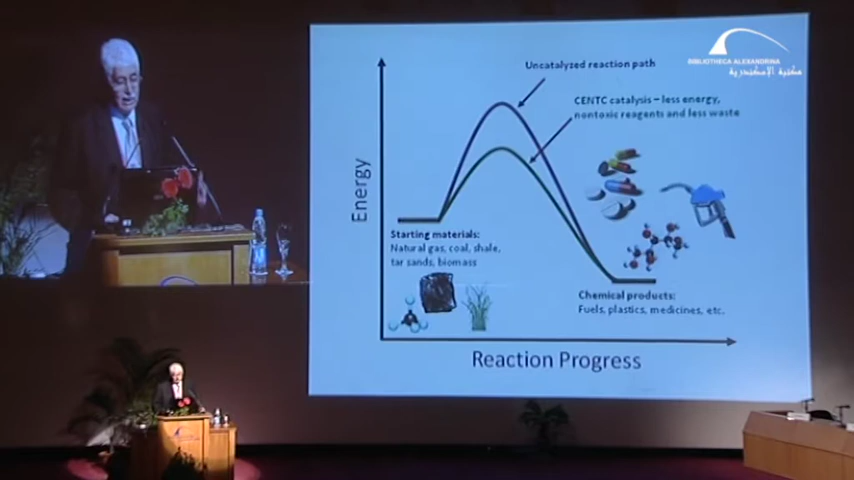 BIBLIOTHECA ALEXANDRINA
مكتبة الإسكندرية
Uncatalyzed reaction path
CENTC catalysis – less energy,
nontoxic reagents and less waste
Energy
Starting materials:
Natural gas, coal, shale,
tar sands, biomass
Chemical products:
Fuels, plastics, medicines, etc.
Reaction Progress